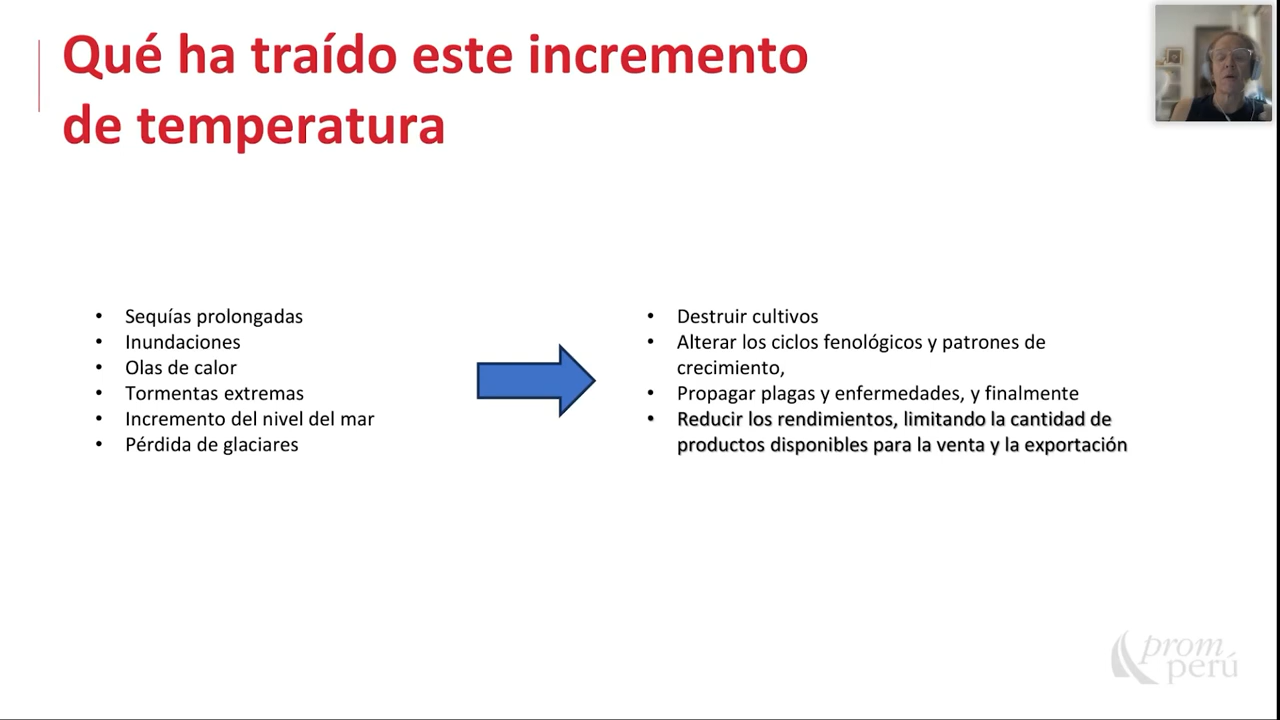 Qué ha traído este incremento
de temperatura
• Sequías prolongadas
• Inundaciones
• Olas de calor
• Tormentas extremas
• Incremento del nivel del mar
• Pérdida de glaciares
• Destruir cultivos
• Alterar los ciclos fenológicos y patrones de
crecimiento,
• Propagar plagas y enfermedades, y finalmente
• Reducir los rendimientos, limitando la cantidad de
productos disponibles para la venta y la exportación
prom
perú